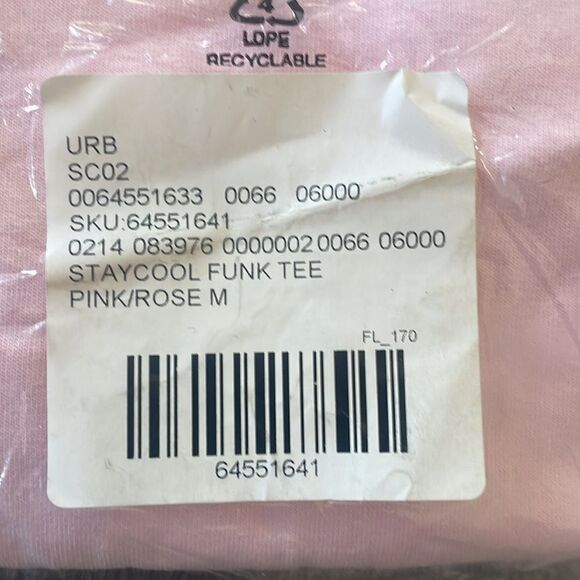 4
LDPE
RECYCLABLE
URB
SC02
0064551633 0066 06000
SKU:64551641
0214 083976 0000002 0066 06000
STAYCOOL FUNK TEE
PINK/ROSE M
FL_170
64551641